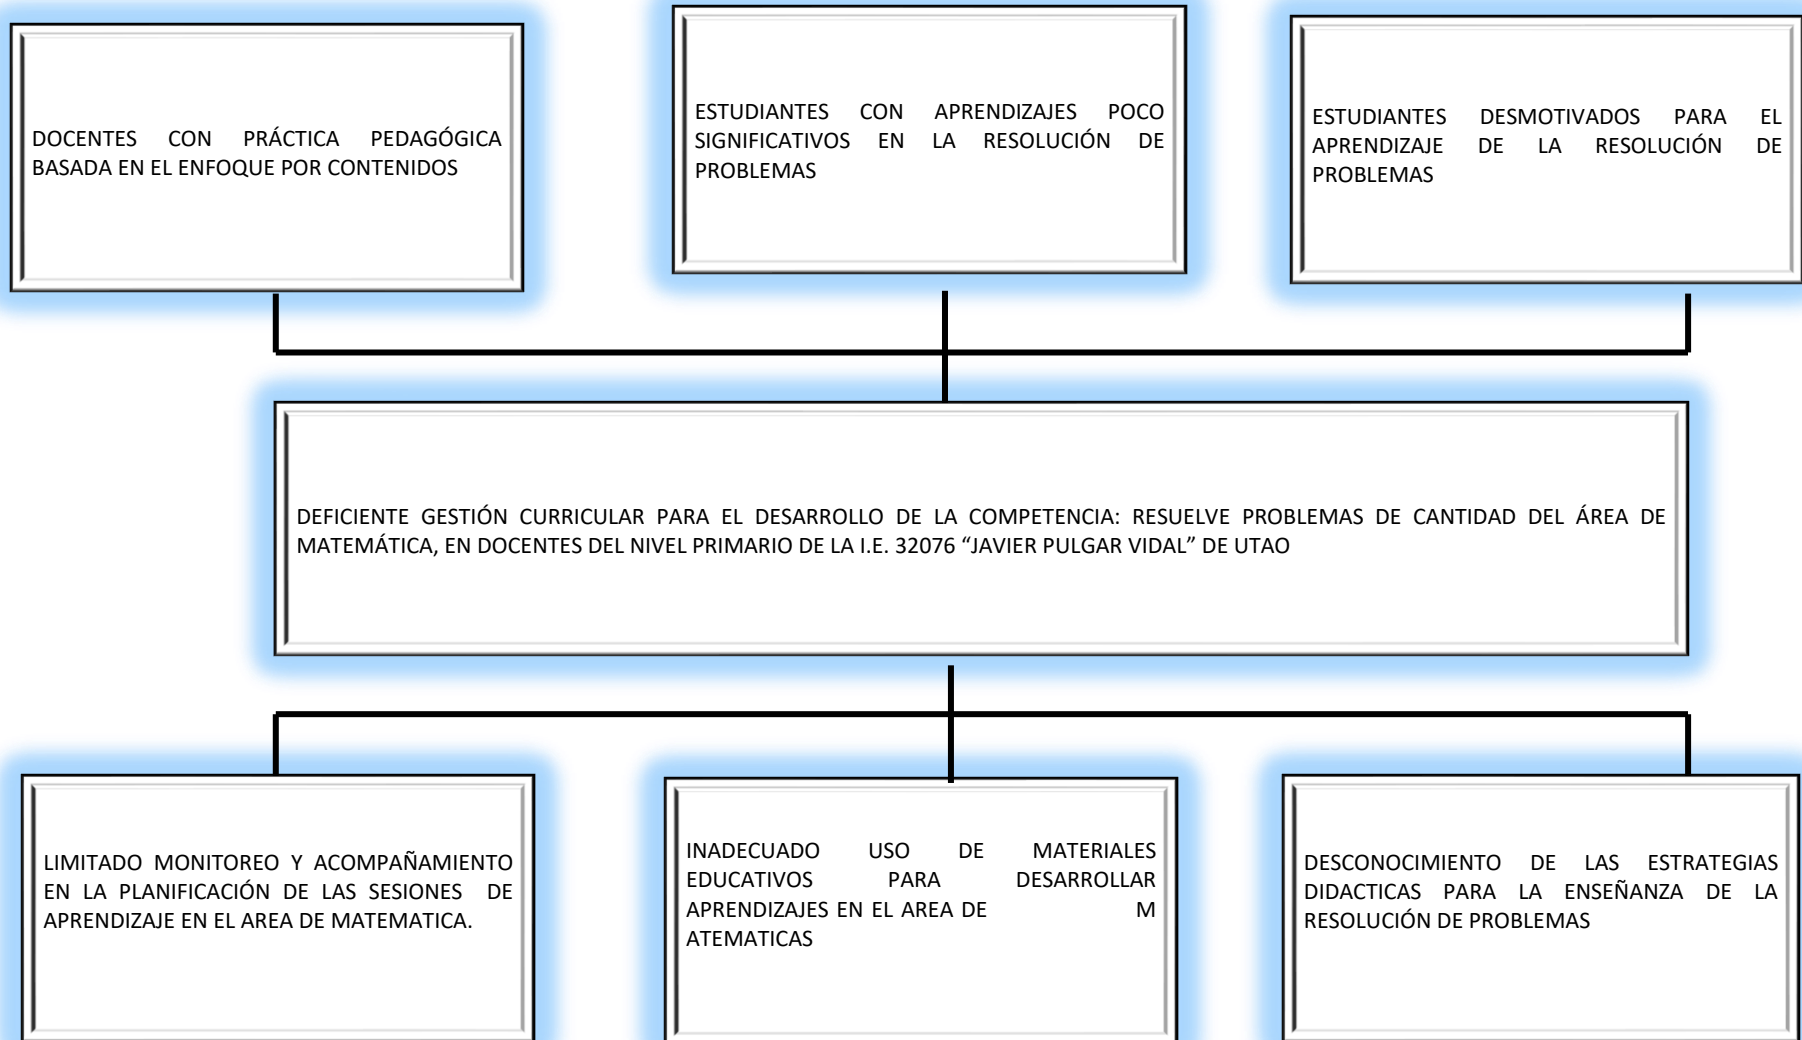 DOCENTES CON PRÁCTICA PEDAGÓGICA
BASADA EN EL ENFOQUE POR CONTENIDOS
ESTUDIANTES CON APRENDIZAJES POCO
SIGNIFICATIVOS EN LA RESOLUCIÓN DE
PROBLEMAS
ESTUDIANTES DESMOTIVADOS PARA EL
APRENDIZAJE DE LA RESOLUCIÓN DE
PROBLEMAS
DEFICIENTE GESTIÓN CURRICULAR PARA EL DESARROLLO DE LA COMPETENCIA: RESUELVE PROBLEMAS DE CANTIDAD DEL ÁREA DE
MATEMÁTICA, EN DOCENTES DEL NIVEL PRIMARIO DE LA I.E. 32076 “JAVIER PULGAR VIDAL” DE UTAO
LIMITADO MONITOREO Y ACOMPAÑAMIENTO
EN LA PLANIFICACIÓN DE LAS SESIONES DE
APRENDIZAJE EN EL AREA DE MATEMATICA.
INADECUADO USO DE MATERIALES
EDUCATIVOS PARA DESARROLLAR
APRENDIZAJES EN EL AREA DE M
ATEMATICAS
DESCONOCIMIENTO DE LAS ESTRATEGIAS
DIDACTICAS PARA LA ENSEÑANZA DE LA
RESOLUCIÓN DE PROBLEMAS